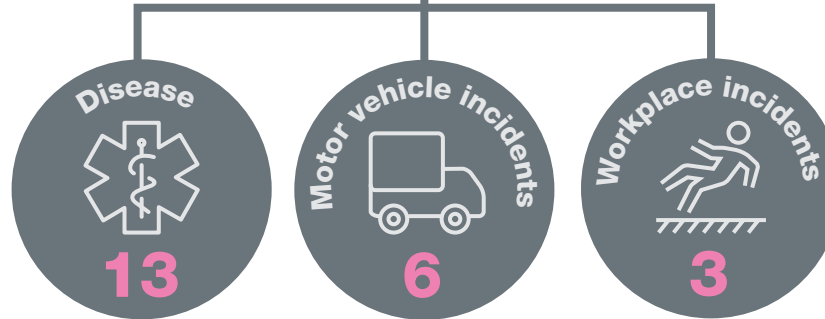 Disease
13
Motor vehicle incidents
6
Workplace incidents
3